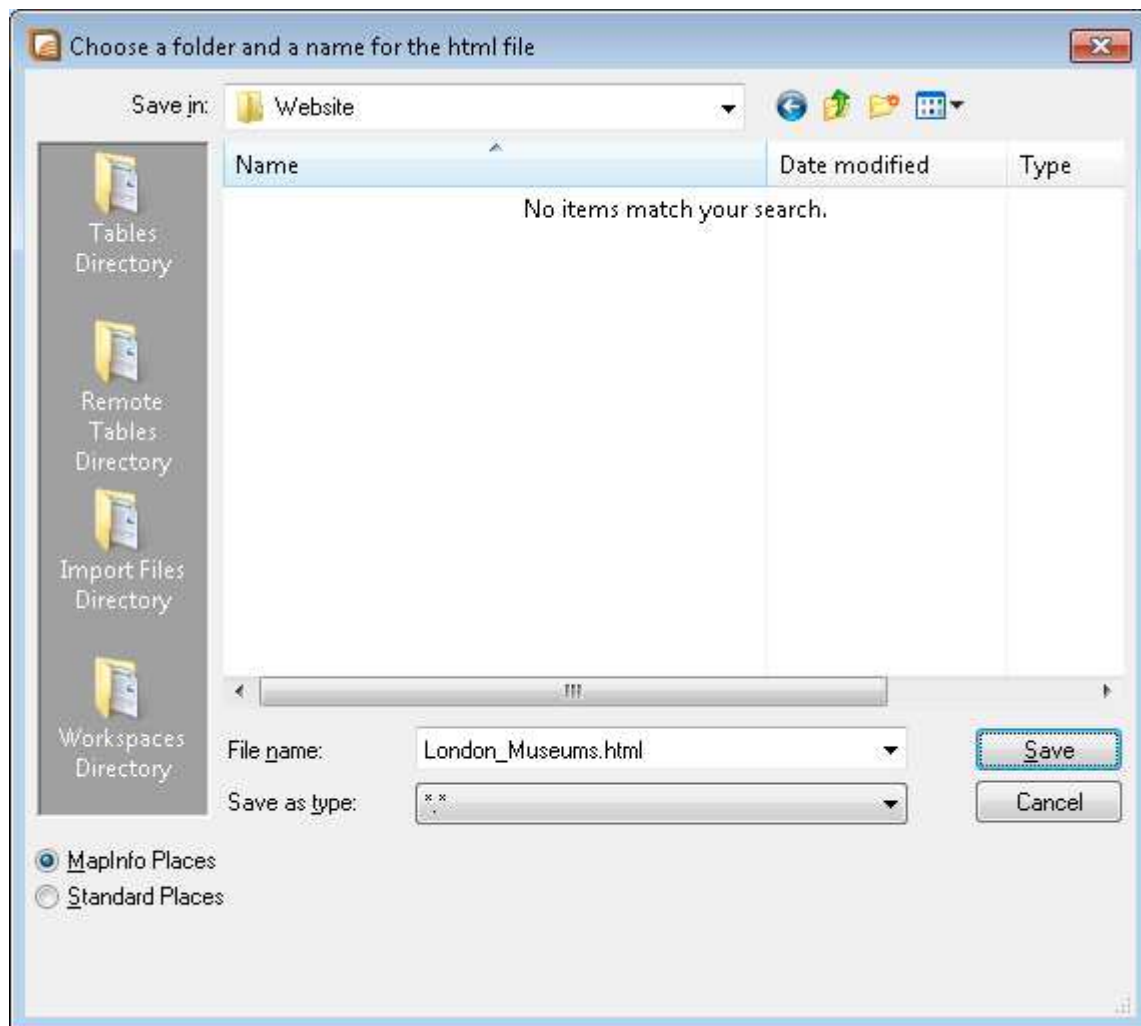 Choose a folder and a name for the html file
Save in:
Website
Name
Date modified
Type
No items match your search.
Tables
Directory
Remote
Tables
Directory
Import Files
Directory
Workspaces
Directory
File name:
London_Museums.html
Save
Save as type:
*.*
Cancel
MapInfo Places
Standard Places